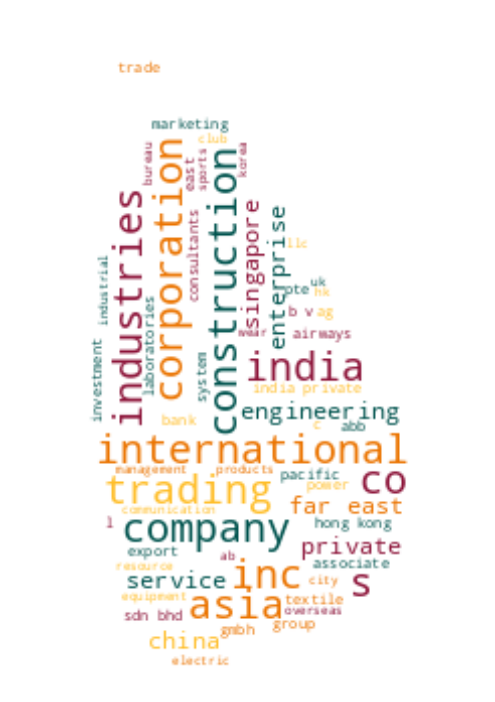 trade
marketing
club
bureau
corporation
east
sports
construction
korea
industries
consultants
singapore
enterprise
llc
industrial
laboratories
pte
uk
hk
b v
ag
wear
airways
investment
system
india
india private
bank
engineering
c
abb
international
management
products
pacific
co
trading
power
far east
communication
l
company
hong kong
export
ab
private
resource
associate
service
inc
city
s
equipment
asia
textile
overseas
sdn bhd
gmbh
group
china
electric